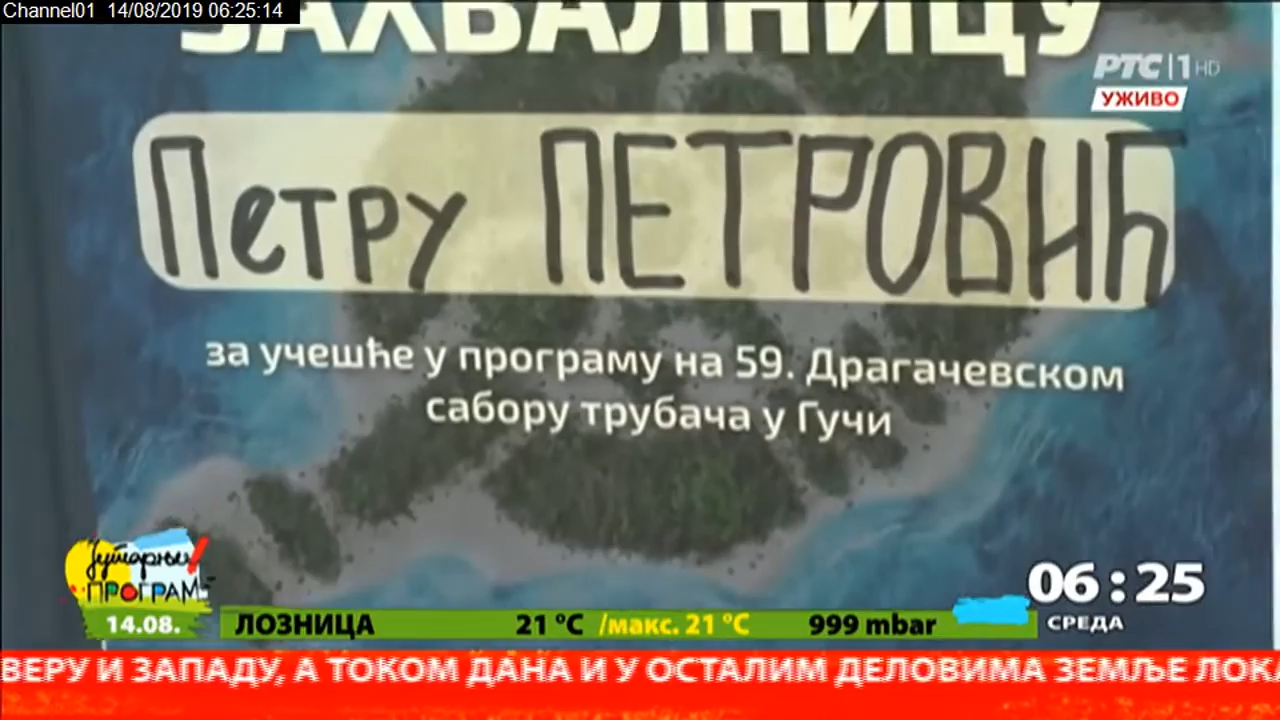 Channel01 14/08/2019 06:25:14
ЗАХВАЛНИЦУ
РТС|1 HD
УЖИВО
Петру ПЕТРОВИЋ
за учешће у програму на 59. Драгачевском
сабору трубача у Гучи
Јутарњи
ПРОГРАМ
14.08.
ЛОЗНИЦА 21 °C /макс. 21 °C 999 mbar
06:25
СРЕДА
ВЕРУ И ЗАПАДУ, А ТОКОМ ДАНА И У ОСТАЛИМ ДЕЛОВИМА ЗЕМЉЕ ЛОКА